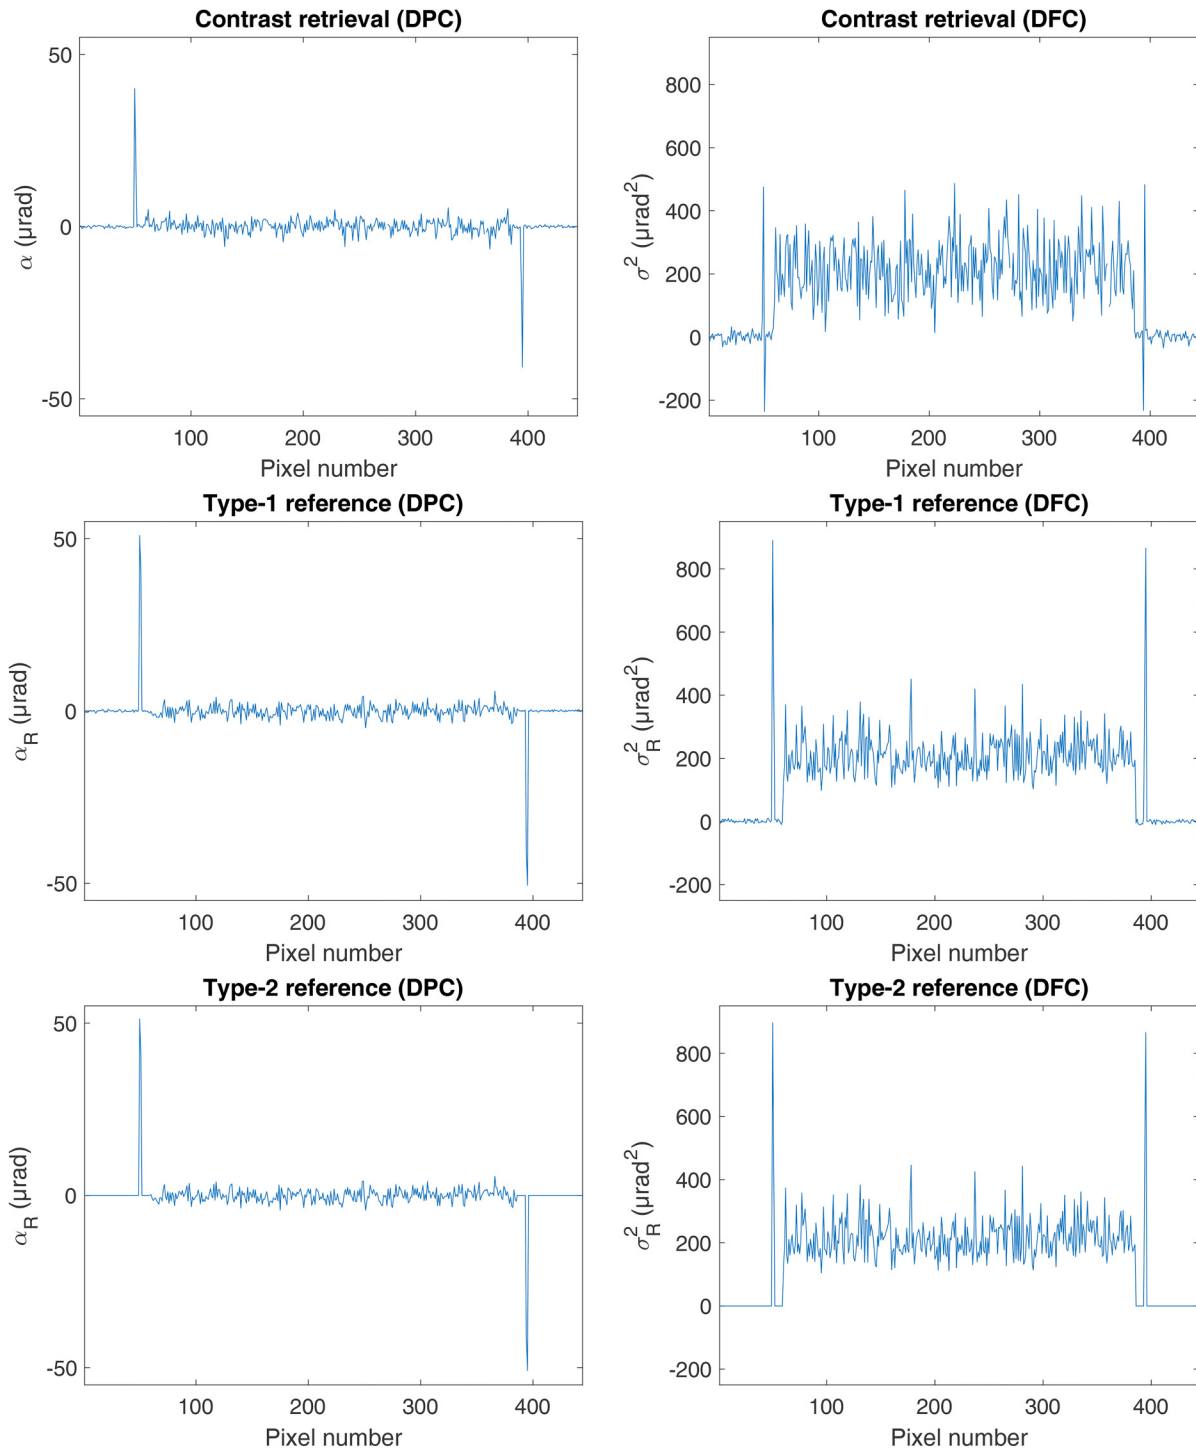 Contrast retrieval (DPC)
50
0
-50
α (μrad)
100 200 300 400
Pixel number
Contrast retrieval (DFC)
800
600
400
200
0
-200
σ² (μrad²)
100 200 300 400
Pixel number
Type-1 reference (DPC)
50
0
-50
α_R (μrad)
100 200 300 400
Pixel number
Type-1 reference (DFC)
800
600
400
200
0
-200
σ²_R (μrad²)
100 200 300 400
Pixel number
Type-2 reference (DPC)
50
0
-50
α_R (μrad)
100 200 300 400
Pixel number
Type-2 reference (DFC)
800
600
400
200
0
-200
σ²_R (μrad²)
100 200 300 400
Pixel number